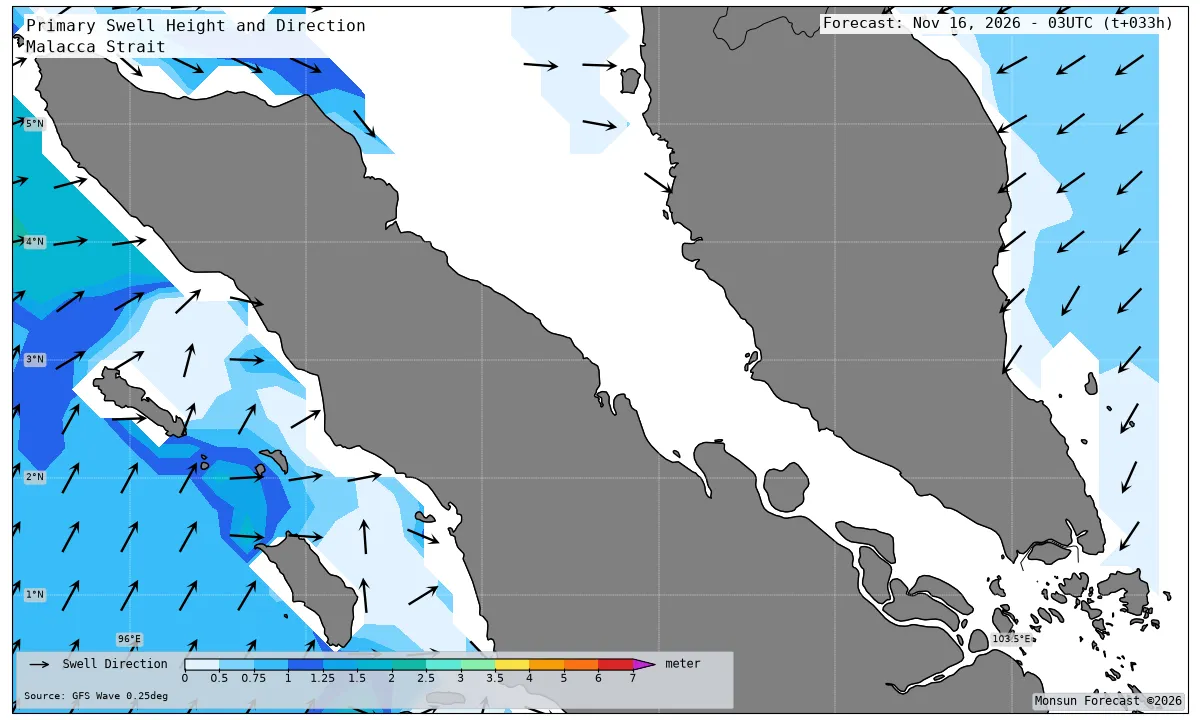 Primary Swell Height and Direction
Malacca Strait
Forecast: Nov 16, 2026 - 03UTC (t+033h)
5°N
4°N
3°N
2°N
1°N
96°E
103.5°E
Swell Direction
0 0.5 0.75 1 1.25 1.5 2 2.5 3 3.5 4 5 6 7
meter
Source: GFS Wave 0.25deg
Monsun Forecast ©2026